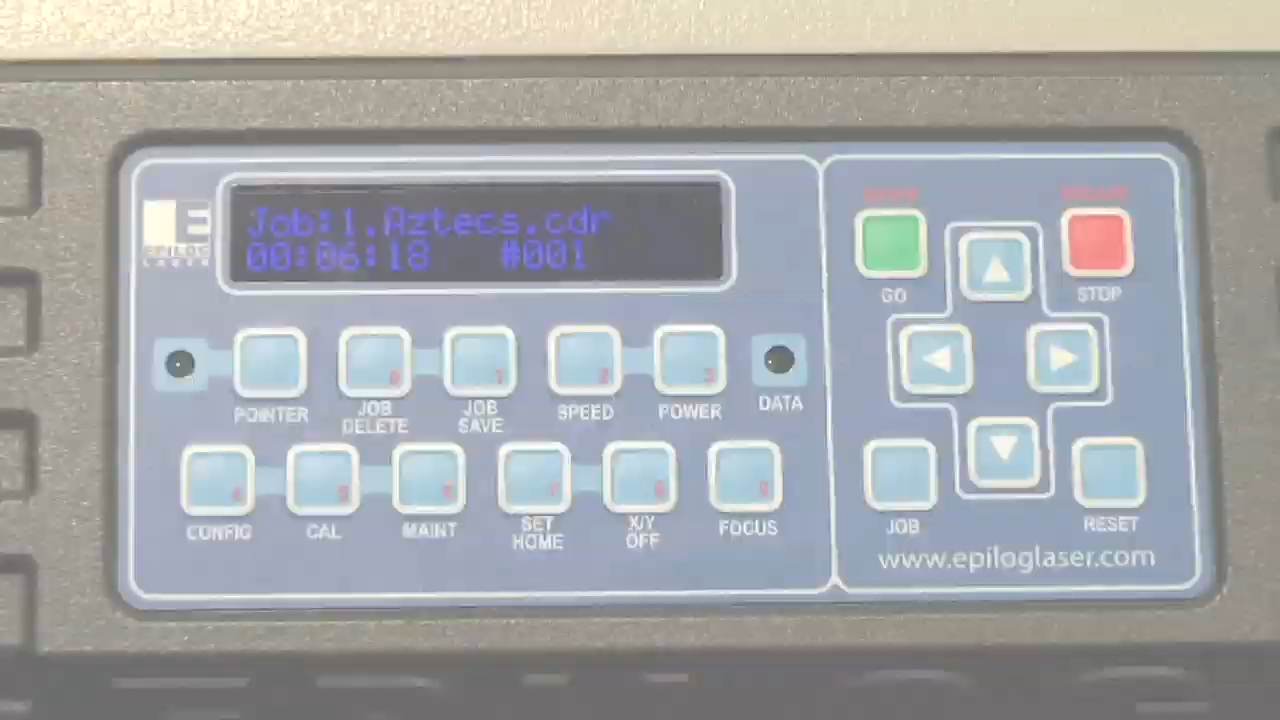 Job:1.Aztecs.cdr
00:06:18 #001
E
EPILOG
LASER
GO
STOP
POINTER
JOB DELETE
JOB SAVE
SPEED
POWER
DATA
CONFIG
CAL
MAINT
SET HOME
X/Y OFF
FOCUS
JOB
RESET
www.epiloglaser.com